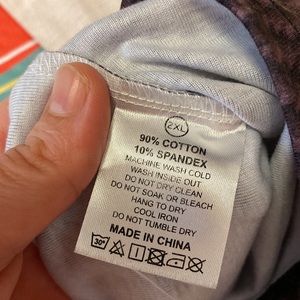 2XL
90% COTTON
10% SPANDEX
MACHINE WASH COLD
WASH INSIDE OUT
DO NOT DRY CLEAN
DO NOT SOAK OR BLEACH
HANG TO DRY
COOL IRON
DO NOT TUMBLE DRY
MADE IN CHINA
30°